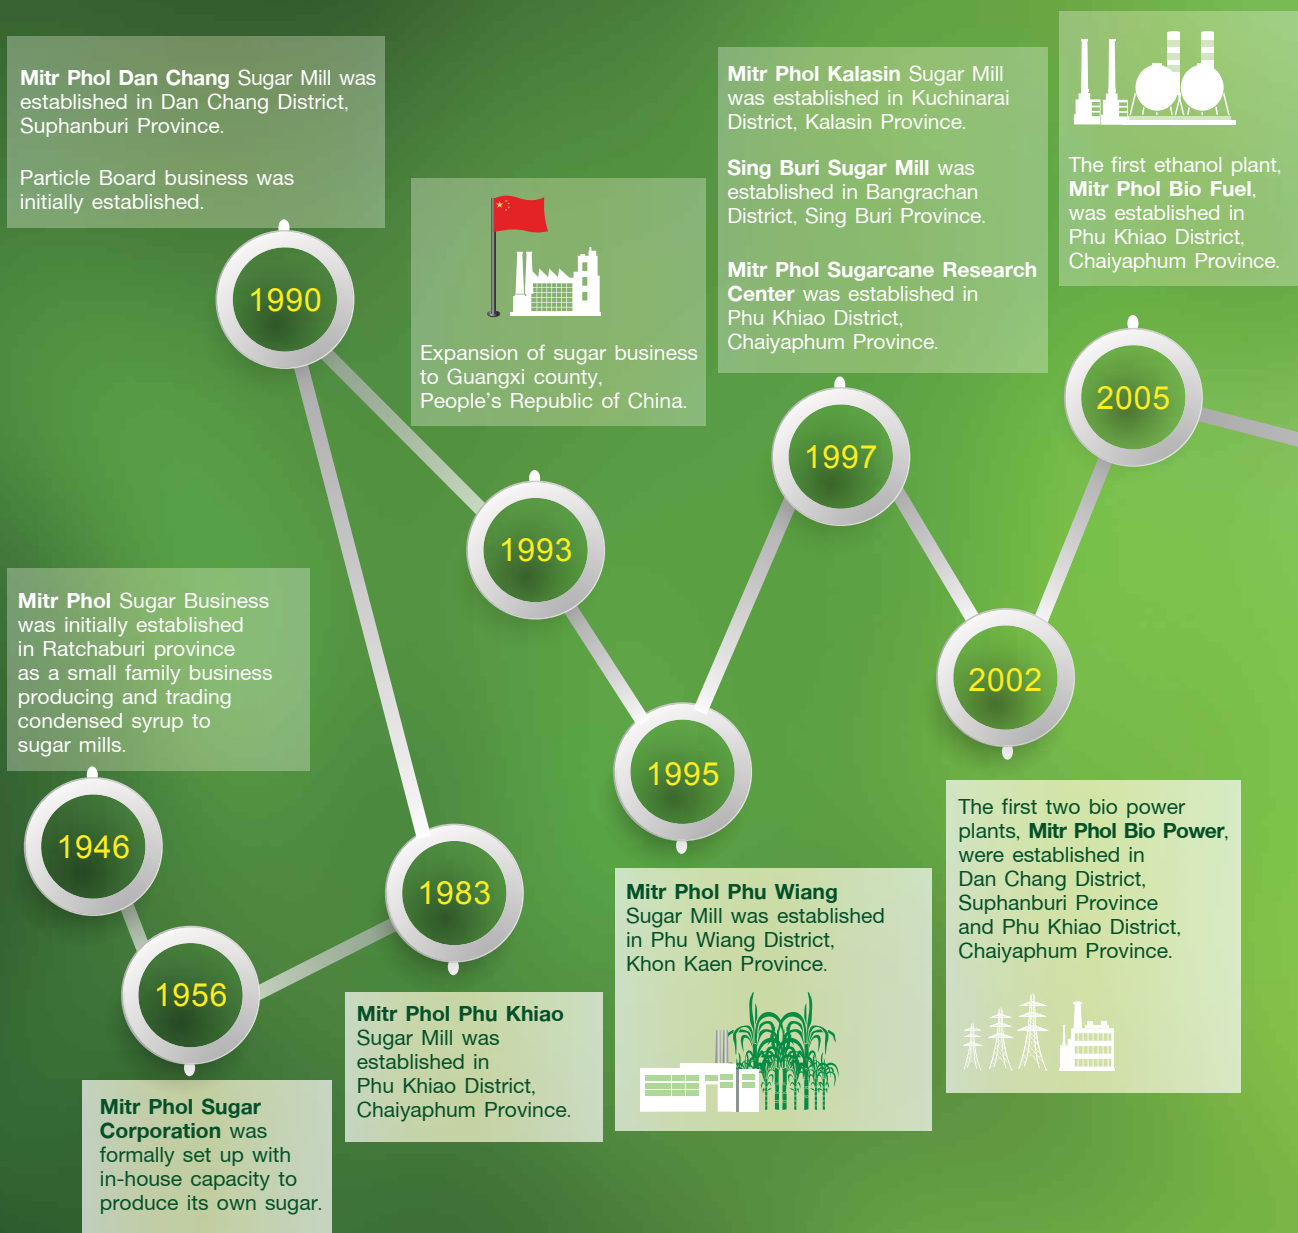 Mitr Phol Dan Chang Sugar Mill was
established in Dan Chang District,
Suphanburi Province.
Particle Board business was
initially established.
1990
Expansion of sugar business
to Guangxi county,
People's Republic of China.
1993
Mitr Phol Kalasin Sugar Mill
was established in Kuchinarai
District, Kalasin Province.
Sing Buri Sugar Mill was
established in Bangrachan
District, Sing Buri Province.
Mitr Phol Sugarcane Research
Center was established in
Phu Khiao District,
Chaiyaphum Province.
1997
The first ethanol plant,
Mitr Phol Bio Fuel,
was established in
Phu Khiao District,
Chaiyaphum Province.
2005
Mitr Phol Sugar Business
was initially established
in Ratchaburi province
as a small family business
producing and trading
condensed syrup to
sugar mills.
1946
1956
Mitr Phol Sugar
Corporation was
formally set up with
in-house capacity to
produce its own sugar.
1983
Mitr Phol Phu Khiao
Sugar Mill was
established in
Phu Khiao District,
Chaiyaphum Province.
1995
Mitr Phol Phu Wiang
Sugar Mill was established
in Phu Wiang District,
Khon Kaen Province.
2002
The first two bio power
plants, Mitr Phol Bio Power,
were established in
Dan Chang District,
Suphanburi Province
and Phu Khiao District,
Chaiyaphum Province.